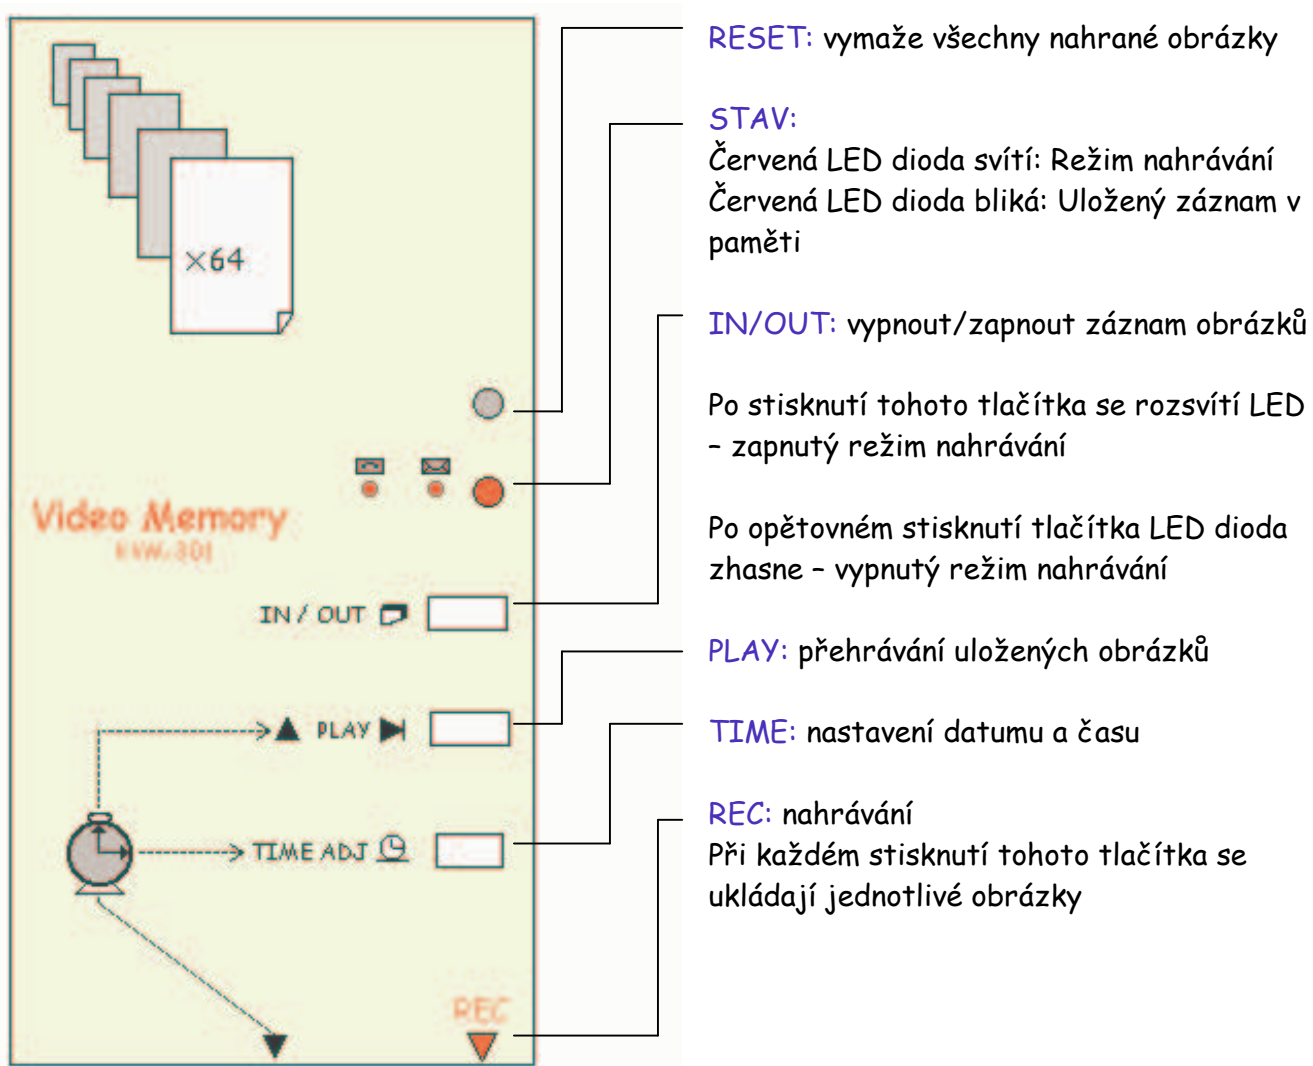 ×64
Video Memory
IN / OUT
PLAY
TIME ADJ
REC
RESET: vymaže všechny nahrané obrázky
STAV:
Červená LED dioda svítí: Režim nahrávání
Červená LED dioda bliká: Uložený záznam v
paměti
IN/OUT: vypnout/zapnout záznam obrázků
Po stisknutí tohoto tlačítka se rozsvítí LED
– zapnutý režim nahrávání
Po opětovném stisknutí tlačítka LED dioda
zhasne – vypnutý režim nahrávání
PLAY: přehrávání uložených obrázků
TIME: nastavení datumu a času
REC: nahrávání
Při každém stisknutí tohoto tlačítka se
ukládají jednotlivé obrázky